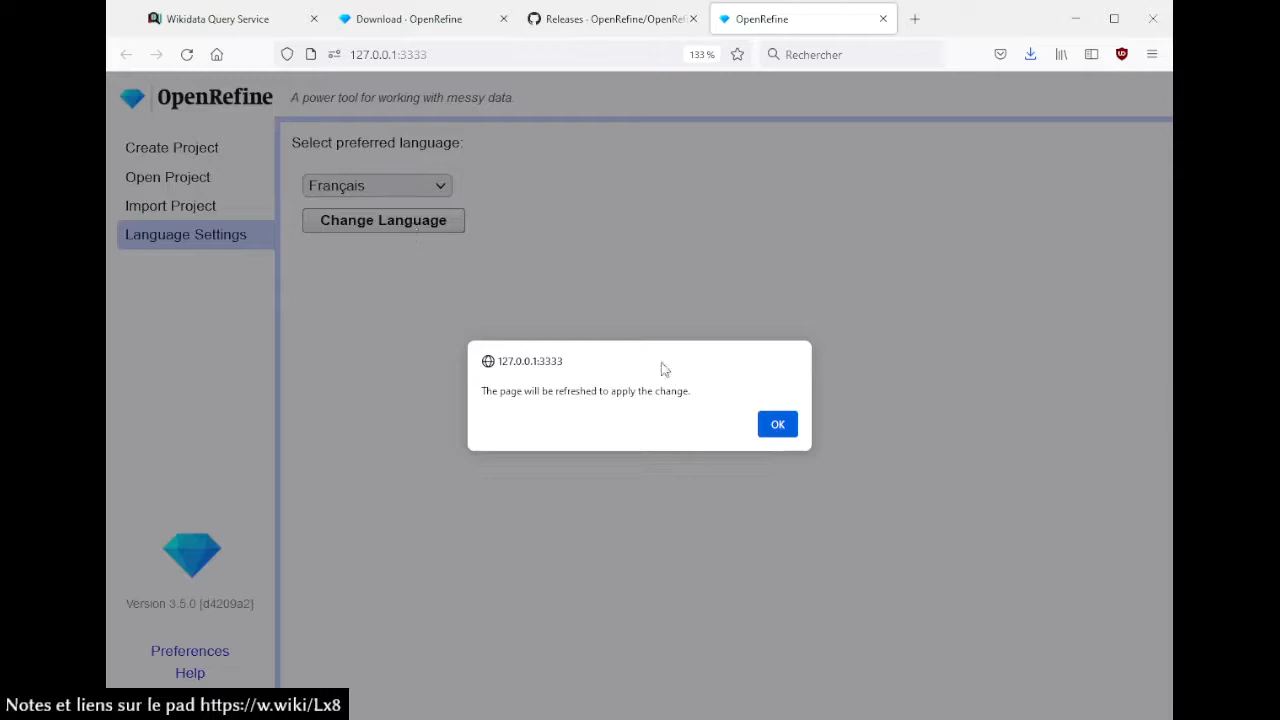 Wikidata Query Service
Download · OpenRefine
Releases · OpenRefine/OpenRef
OpenRefine
127.0.0.1:3333
133 %
Rechercher
OpenRefine
A power tool for working with messy data.
Create Project
Open Project
Import Project
Language Settings
Select preferred language:
Français
Change Language
127.0.0.1:3333
The page will be refreshed to apply the change.
OK
Version 3.5.0 [d4209a2]
Preferences
Help
Notes et liens sur le pad https://w.wiki/Lx8